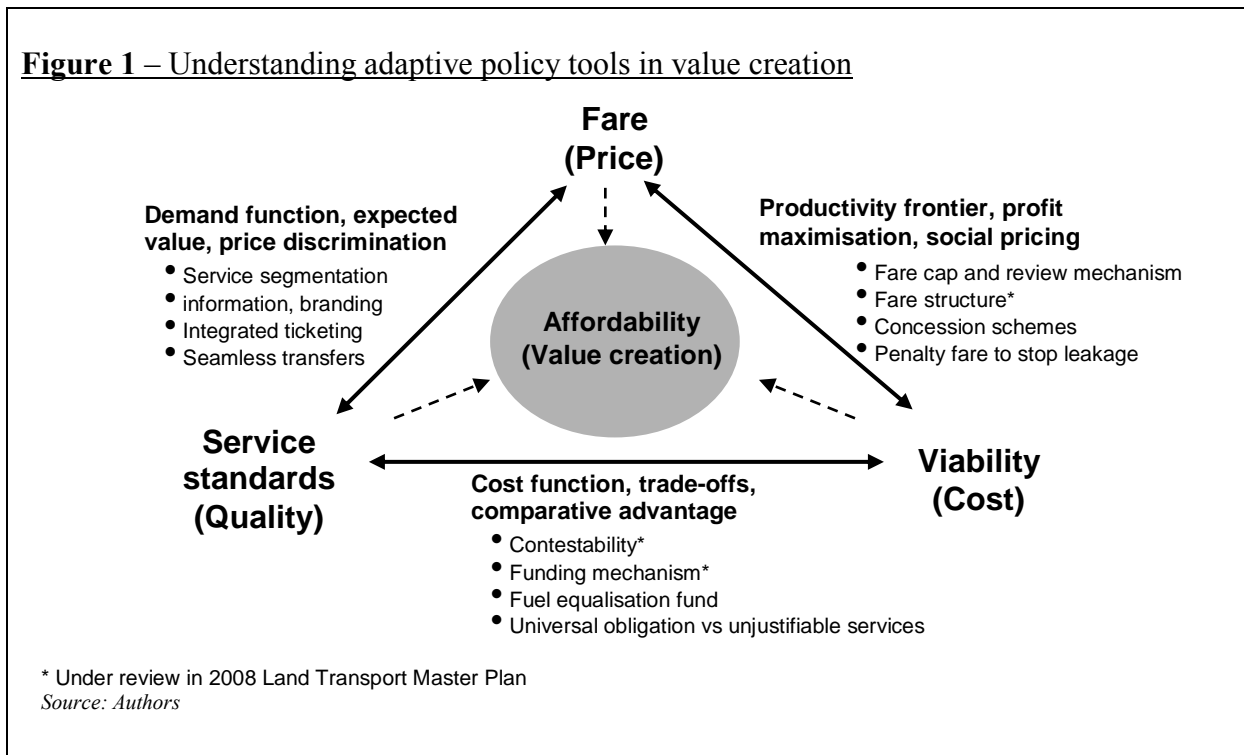 Figure 1 – Understanding adaptive policy tools in value creation
Fare
(Price)
Demand function, expected
value, price discrimination
• Service segmentation
• information, branding
• Integrated ticketing
• Seamless transfers
Productivity frontier, profit
maximisation, social pricing
• Fare cap and review mechanism
• Fare structure*
• Concession schemes
• Penalty fare to stop leakage
Affordability
(Value creation)
Service
standards
(Quality)
Viability
(Cost)
Cost function, trade-offs,
comparative advantage
• Contestability*
• Funding mechanism*
• Fuel equalisation fund
• Universal obligation vs unjustifiable services
* Under review in 2008 Land Transport Master Plan
Source: Authors